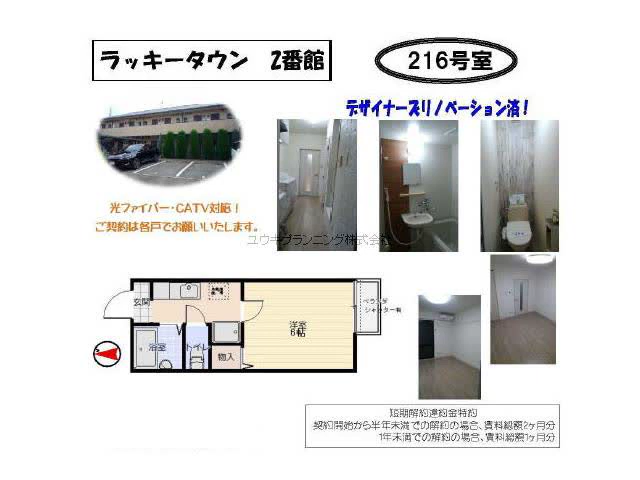 ラッキータウン 2番館
216号室
デザイナーズリノベーション済!
光ファイバー・CATV対応!
ご契約は各戸でお願いいたします。
ユウキプランニング株式会社
玄関
浴室
トイレ
物入
洋室
6帖
ベランダ
シャッター有
短期解約違約金特約
契約開始から半年未満での解約の場合、賃料総額2ヶ月分
1年未満での解約の場合、賃料総額1ヶ月分